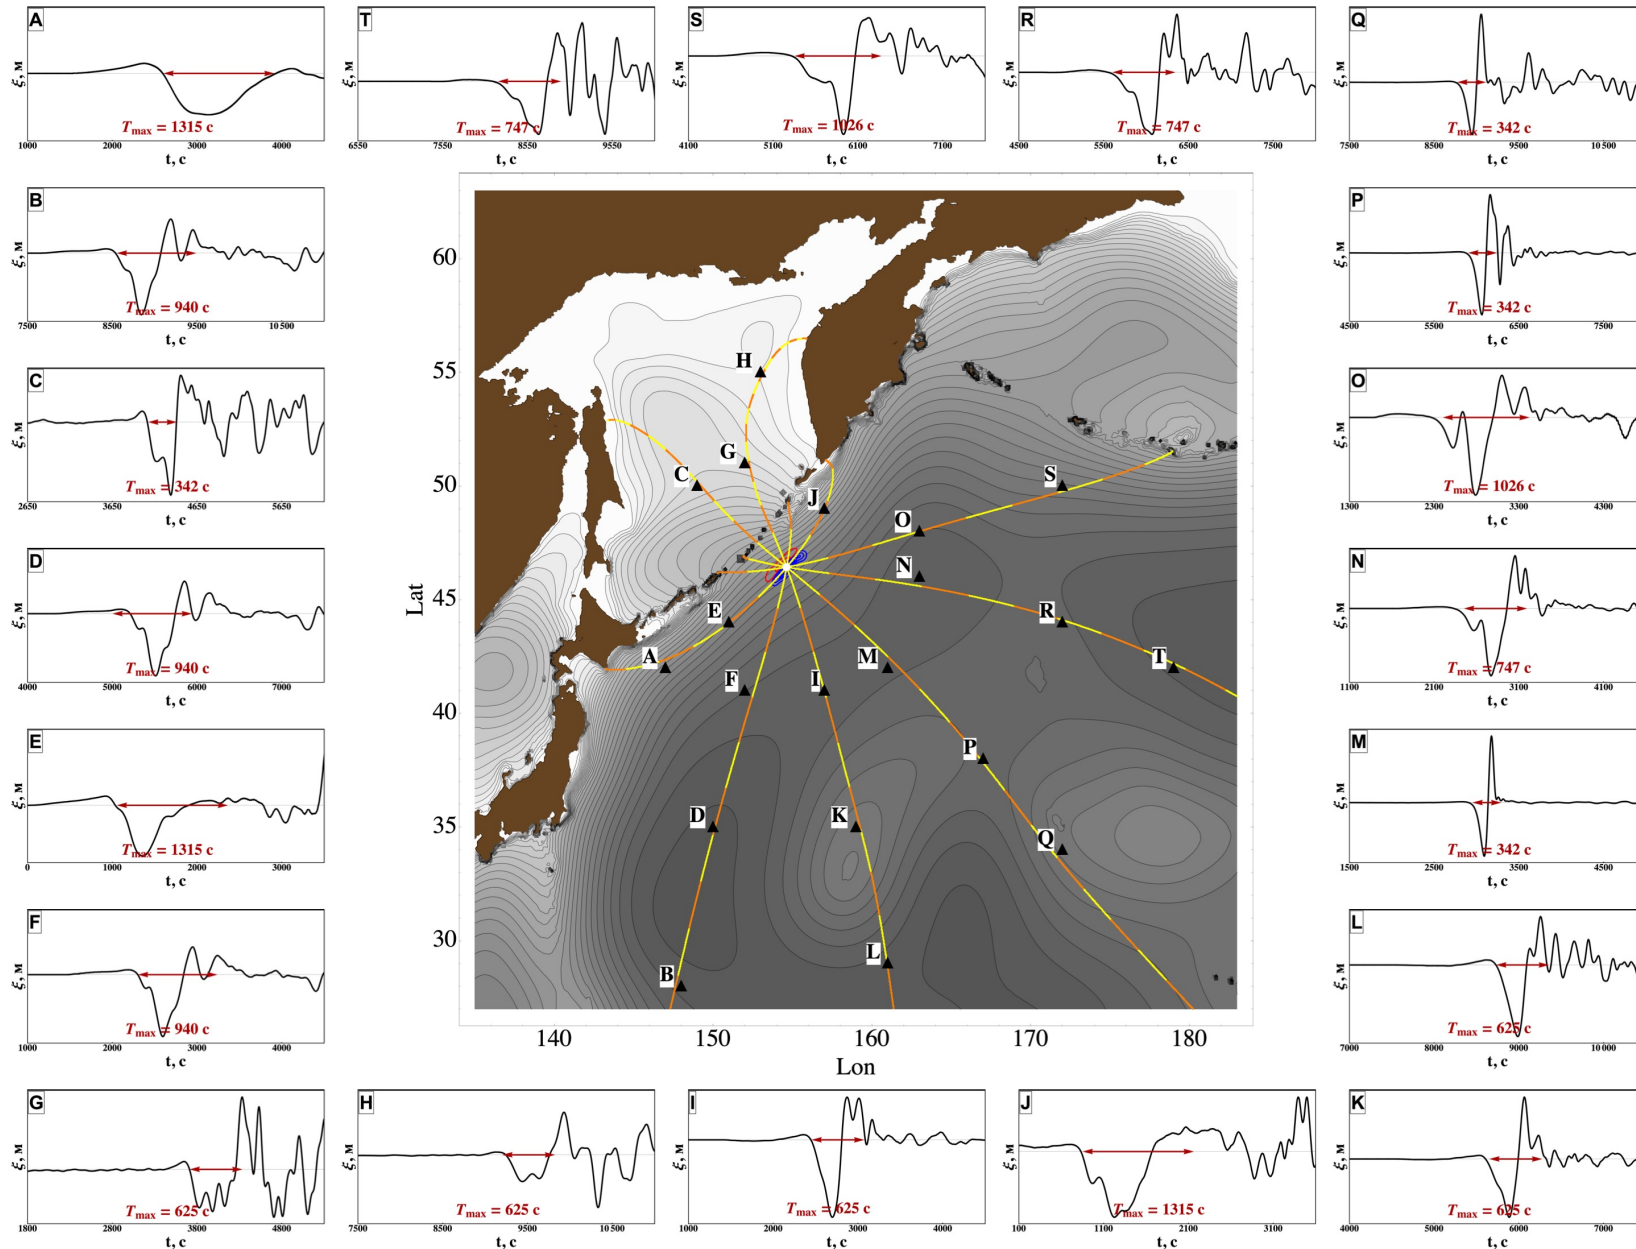 A
ξ, м
T_max = 1315 c
1000 2000 3000 4000
t, c
T
ξ, м
T_max = 747 c
6550 7550 8550 9550
t, c
S
ξ, м
T_max = 1026 c
4100 5100 6100 7100
t, c
R
ξ, м
T_max = 747 c
4500 5500 6500 7500
t, c
Q
ξ, м
T_max = 342 c
7500 8500 9500 10 500
t, c
B
ξ, м
T_max = 940 c
7500 8500 9500 10 500
t, c
C
ξ, м
T_max = 342 c
2650 3650 4650 5650
t, c
D
ξ, м
T_max = 940 c
4000 5000 6000 7000
t, c
E
ξ, м
T_max = 1315 c
0 1000 2000 3000
t, c
F
ξ, м
T_max = 940 c
1000 2000 3000 4000
t, c
60
55
50
45
40
35
30
Lat
H
G
C
J
S
O
N
E
R
A
M
T
F
I
P
D
K
Q
L
B
140 150 160 170 180
Lon
P
ξ, м
T_max = 342 c
4500 5500 6500 7500
t, c
O
ξ, м
T_max = 1026 c
1300 2300 3300 4300
t, c
N
ξ, м
T_max = 747 c
1100 2100 3100 4100
t, c
M
ξ, м
T_max = 342 c
1500 2500 3500 4500
t, c
L
ξ, м
T_max = 625 c
7000 8000 9000 10 000
t, c
G
ξ, м
T_max = 625 c
1800 2800 3800 4800
t, c
H
ξ, м
T_max = 625 c
7500 8500 9500 10 500
t, c
I
ξ, м
T_max = 625 c
1000 2000 3000 4000
t, c
J
ξ, м
T_max = 1315 c
100 1100 2100 3100
t, c
K
ξ, м
T_max = 625 c
4000 5000 6000 7000
t, c